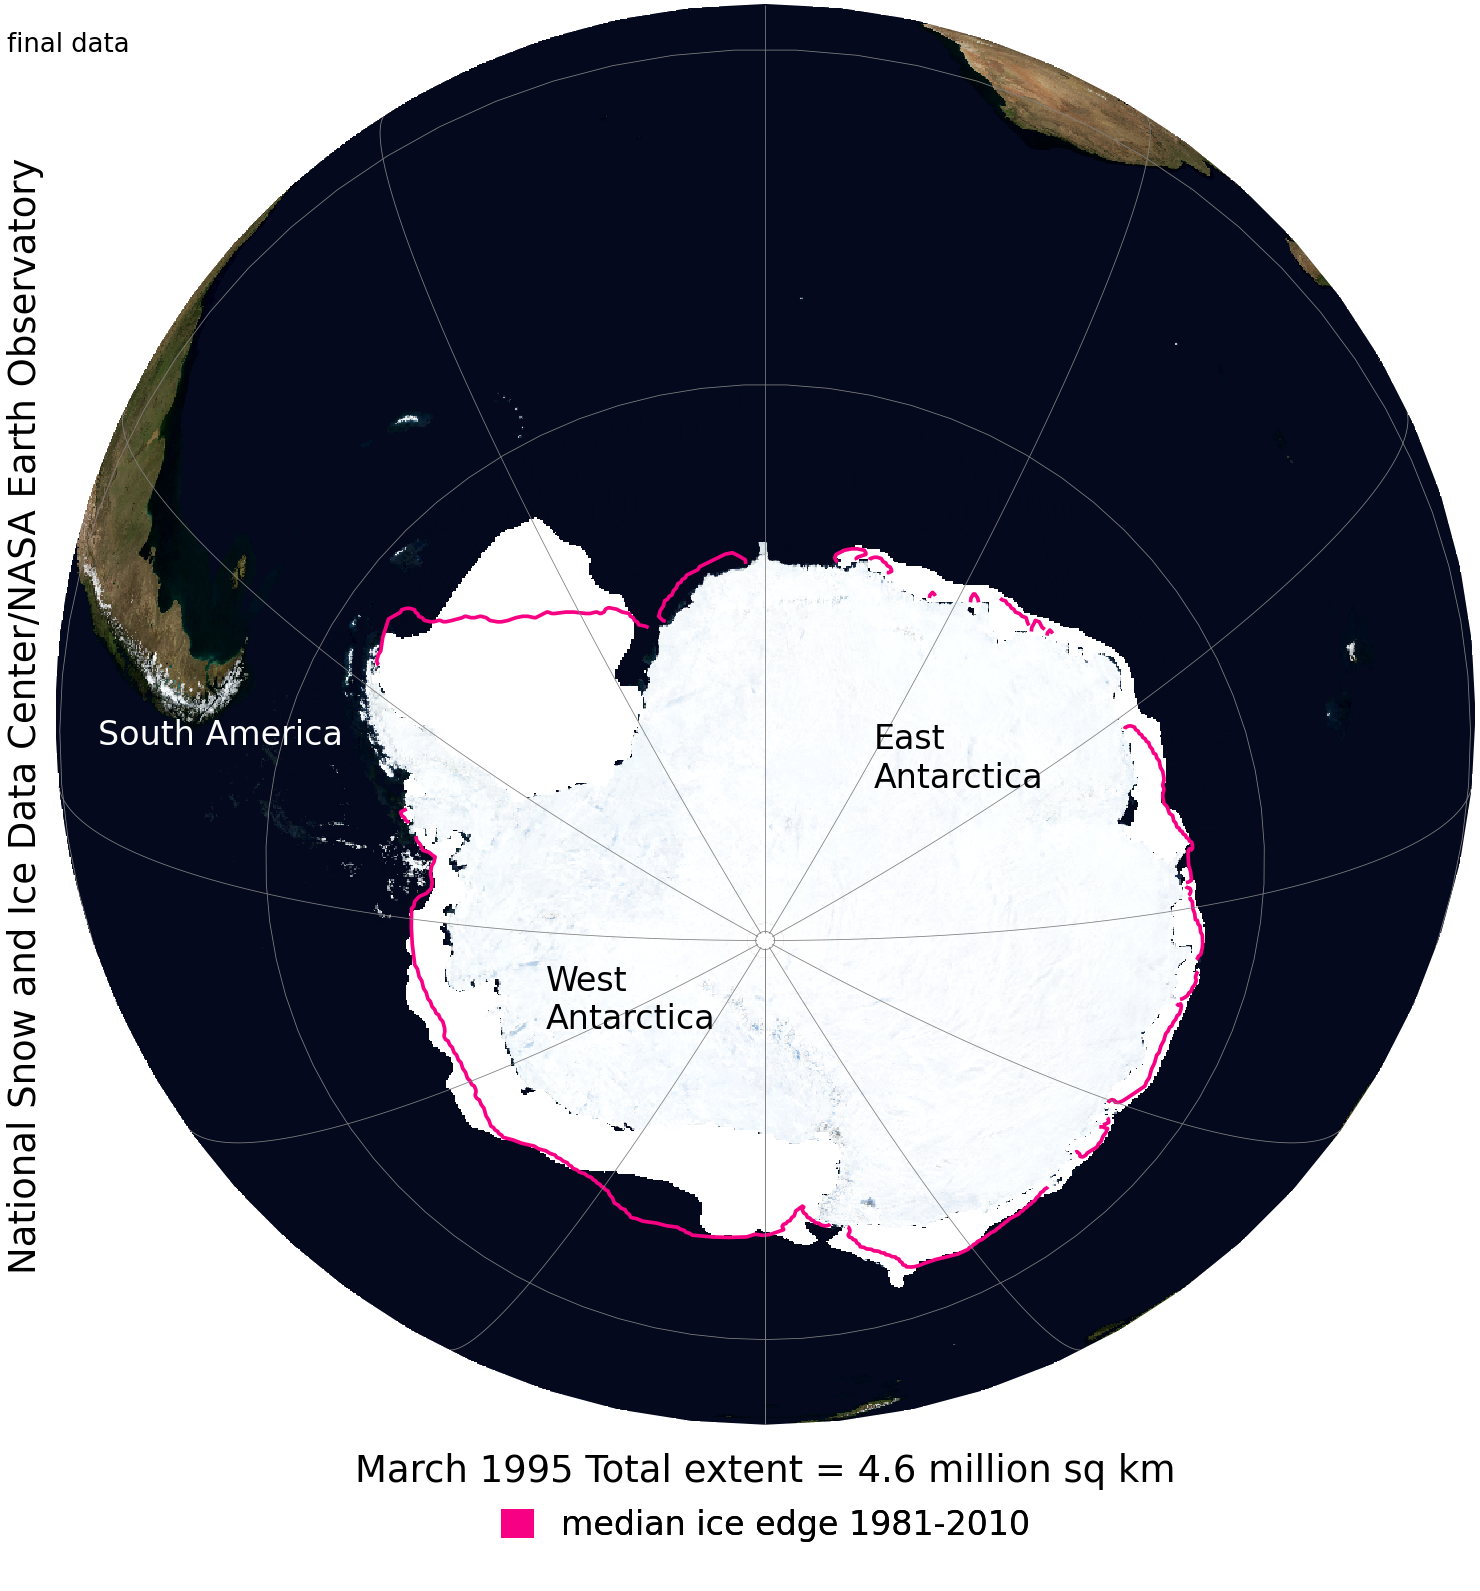 final data
National Snow and Ice Data Center/NASA Earth Observatory
South America
East
Antarctica
West
Antarctica
March 1995 Total extent = 4.6 million sq km
median ice edge 1981-2010